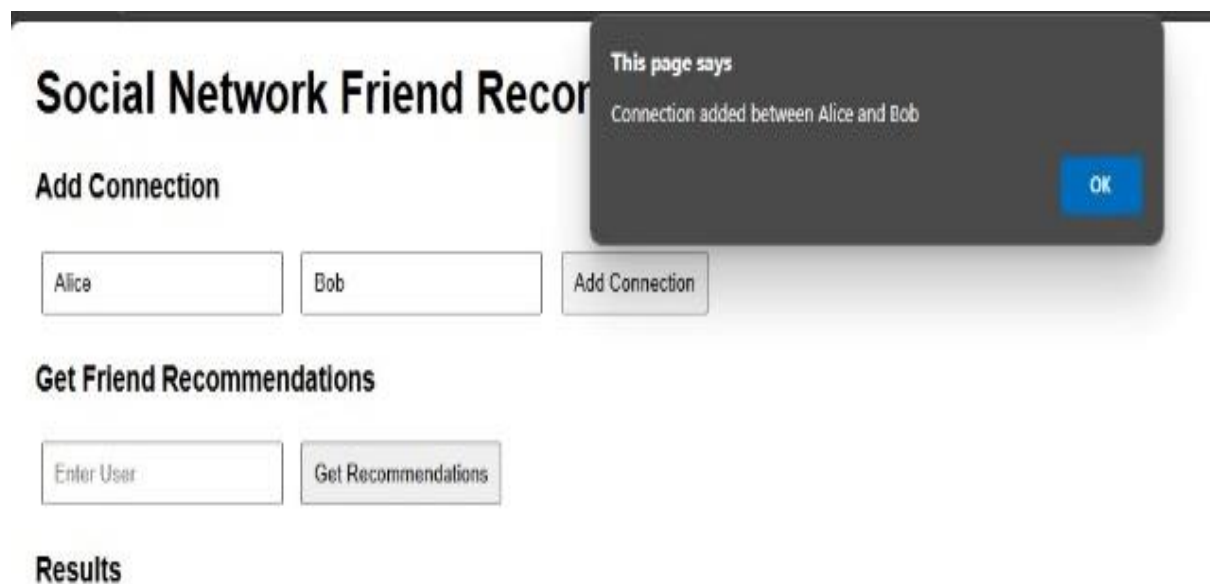 Social Network Friend Recor
This page says
Connection added between Alice and Bob
OK
Add Connection
Alice
Bob
Add Connection
Get Friend Recommendations
Enter User
Get Recommendations
Results